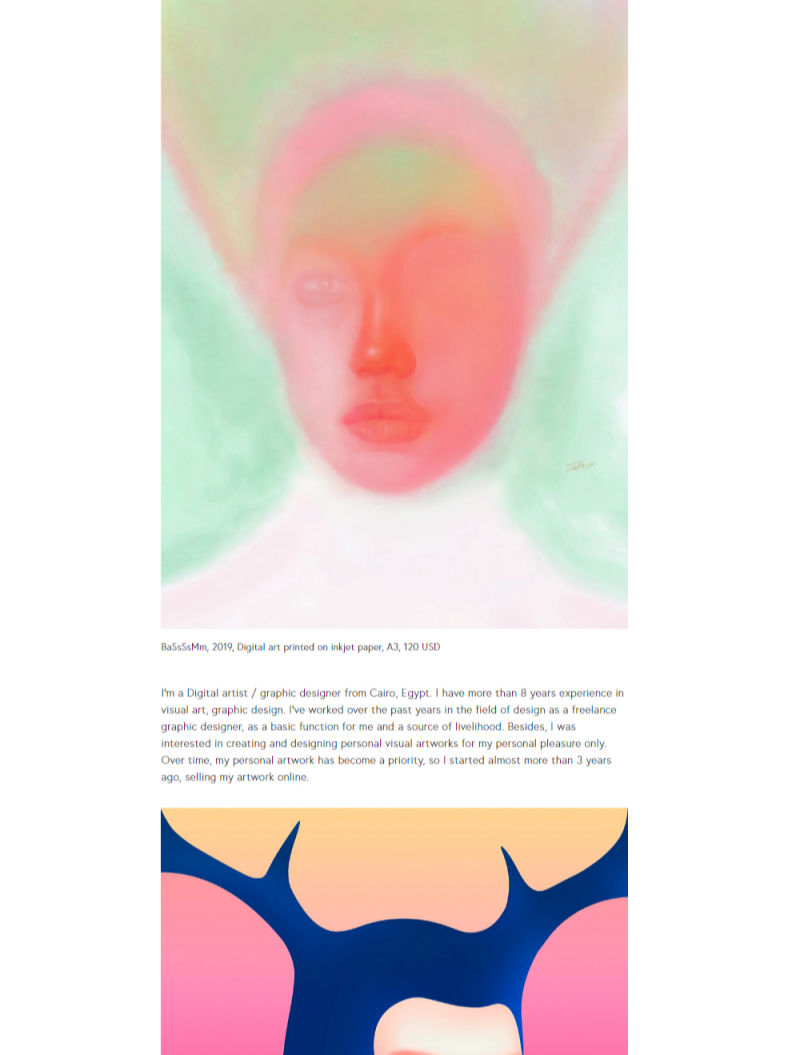 BaSsSsMm, 2019, Digital art printed on inkjet paper, A3, 120 USD
I'm a Digital artist / graphic designer from Cairo, Egypt. I have more than 8 years experience in
visual art, graphic design. I've worked over the past years in the field of design as a freelance
graphic designer, as a basic function for me and a source of livelihood. Besides, I was
interested in creating and designing personal visual artworks for my personal pleasure only.
Over time, my personal artwork has become a priority, so I started almost more than 3 years
ago, selling my artwork online.